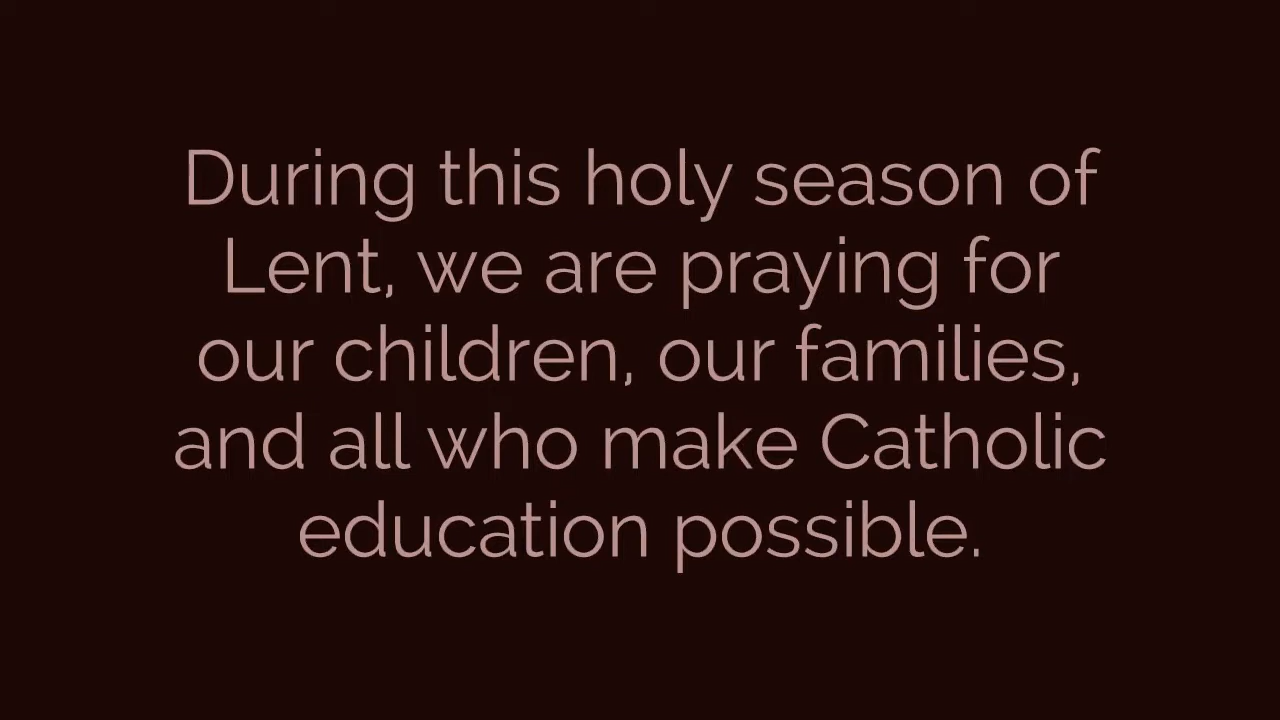 During this holy season of
Lent, we are praying for
our children, our families,
and all who make Catholic
education possible.